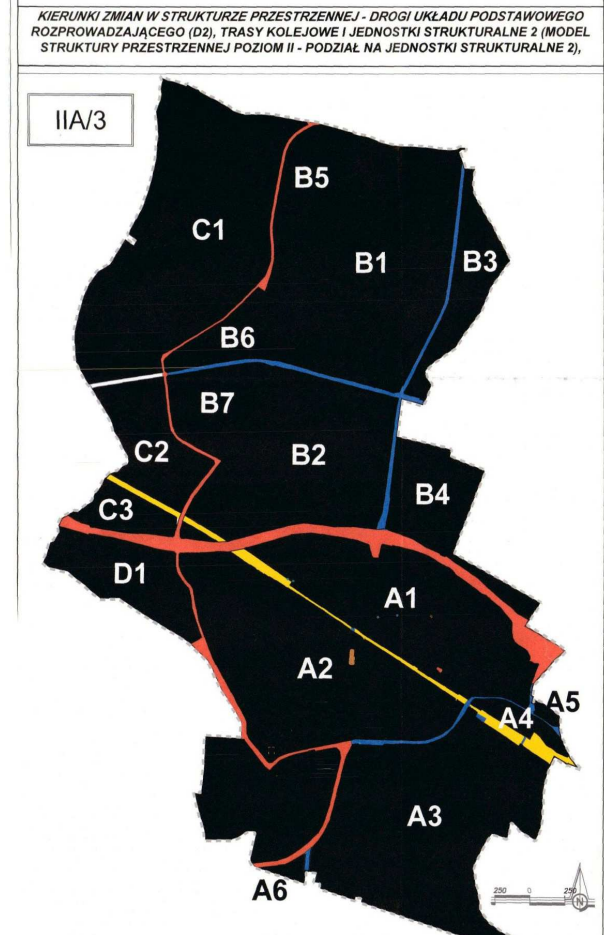 KIERUNKI ZMIAN W STRUKTURZE PRZESTRZENNEJ - DROGI UKŁADU PODSTAWOWEGO
ROZPROWADZAJĄCEGO (D2), TRASY KOLEJOWE I JEDNOSTKI STRUKTURALNE 2 (MODEL
STRUKTURY PRZESTRZENNEJ POZIOM II - PODZIAŁ NA JEDNOSTKI STRUKTURALNE 2),
IIA/3
B5
C1
B1
B3
B6
B7
C2
B2
B4
C3
D1
A1
A2
A5
A4
A3
A6
250 0 250
N